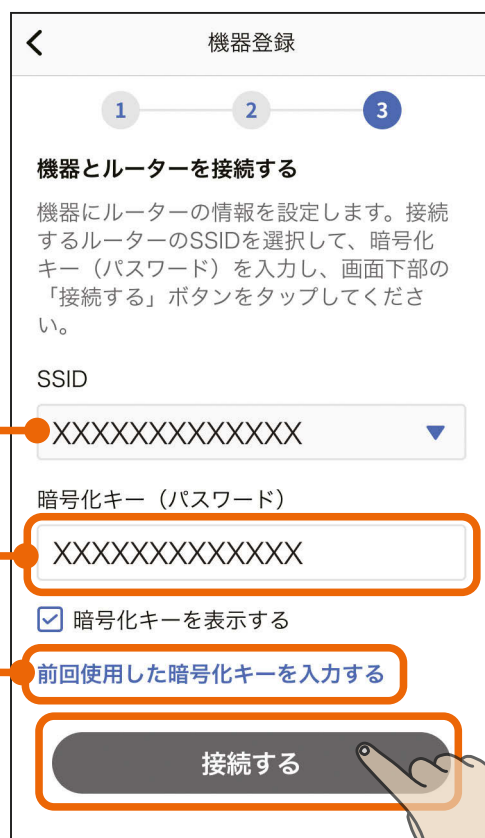 機器登録
1 2 3
機器とルーターを接続する
機器にルーターの情報を設定します。接続
するルーターのSSIDを選択して、暗号化
キー（パスワード）を入力し、画面下部の
「接続する」ボタンをタップしてくださ
い。
SSID
XXXXXXXXXXXXX
暗号化キー（パスワード）
XXXXXXXXXXXXX
暗号化キーを表示する
前回使用した暗号化キーを入力する
接続する